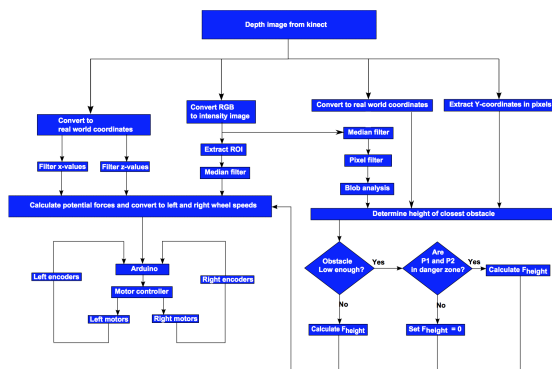 Depth image from kinect
Convert to
real world coordinates
Convert RGB
to intensity image
Convert to real world coordinates
Extract Y-coordinates in pixels
Median filter
Extract ROI
Filter x-values
Filter z-values
Pixel filter
Median filter
Blob analysis
Calculate potential forces and convert to left and right wheel speeds
Determine height of closest obstacle
Obstacle
Low enough?
Yes
Are
P1 and P2
in danger zone?
Yes
Calculate Fheight
Left encoders
Arduino
Right encoders
Motor controller
No
No
Left motors
Right motors
Calculate Fheight
Set Fheight = 0